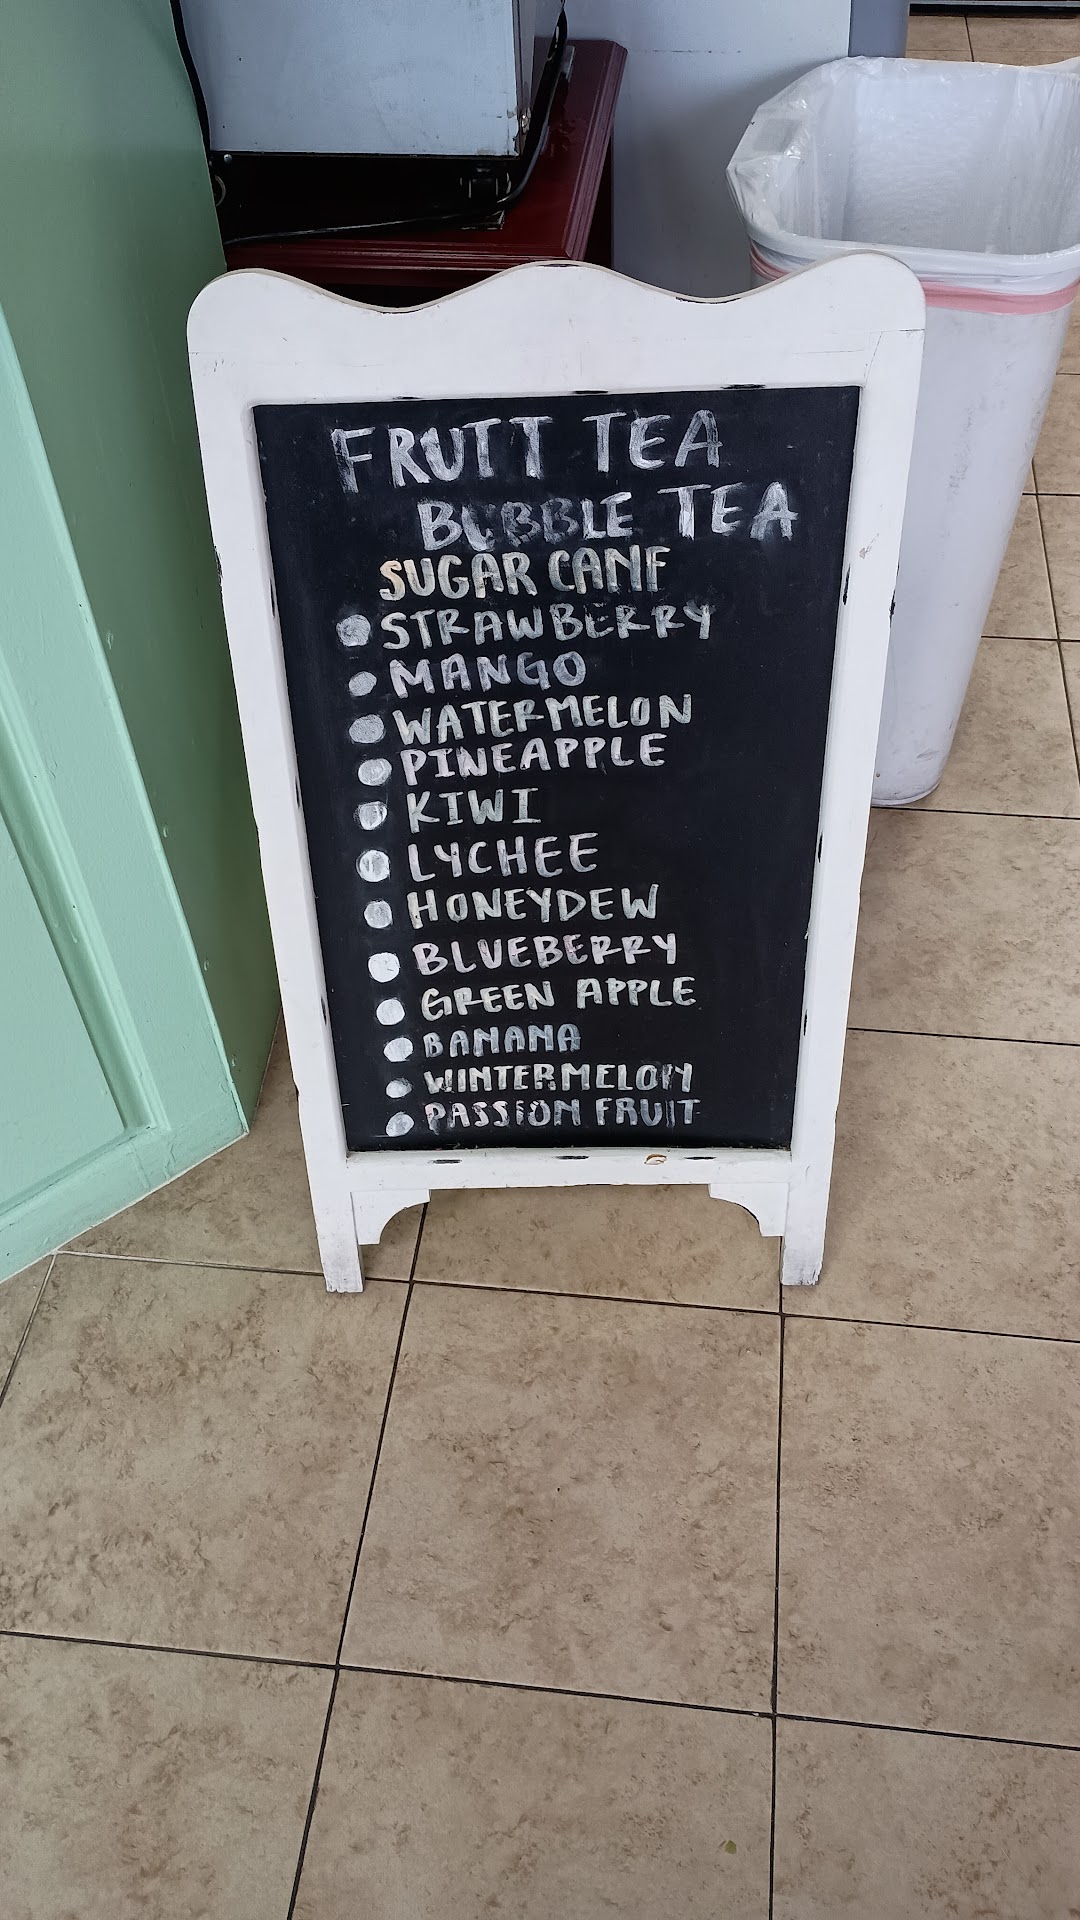 FRUIT TEA
BUBBLE TEA
SUGAR CANE
STRAWBERRY
MANGO
WATERMELON
PINEAPPLE
KIWI
LYCHEE
HONEYDEW
BLUEBERRY
GREEN APPLE
BANANA
WINTERMELON
PASSION FRUIT